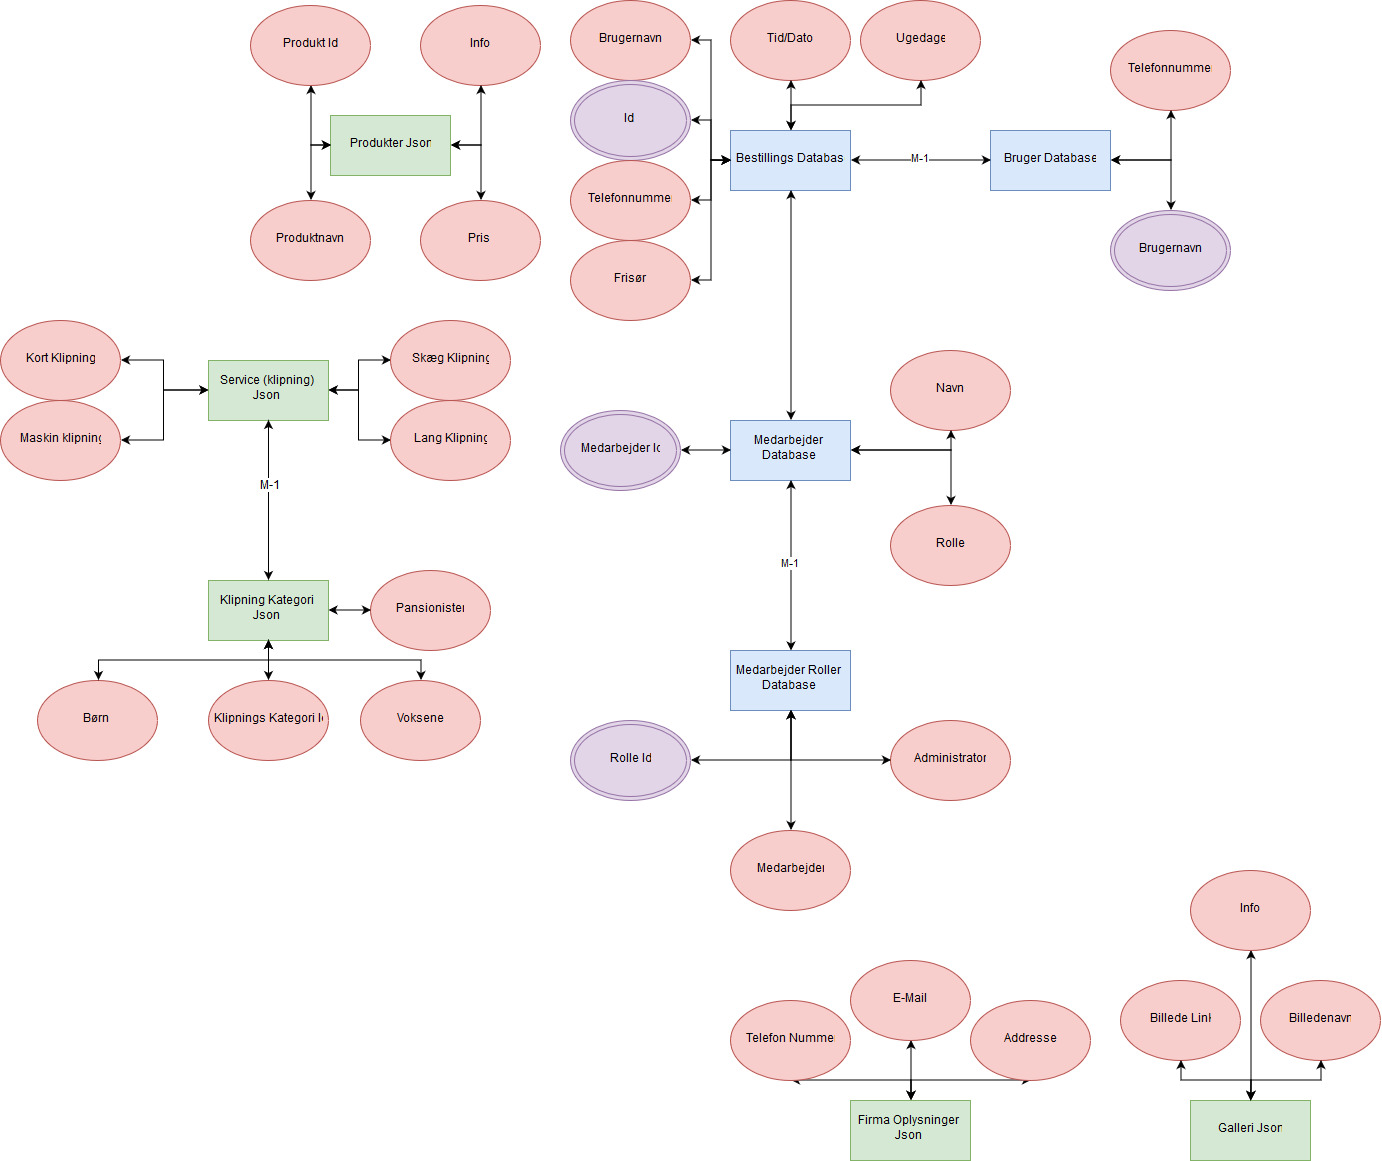 Produkt Id
Info
Brugernavn
Tid/Dato
Ugedage
Telefonnumme
Id
Produkter Json
Bestillings Databas
M-1
Bruger Database
Telefonnumme
Produktnavn
Pris
Brugernavn
Frisør
Kort Klipning
Service (klipning)
Json
Skæg Klipning
Maskin klipning
Lang Klipning
Navn
Medarbejder Id
Medarbejder
Database
M-1
Rolle
M-1
Klipning Kategori
Json
Pansionister
Medarbejder Roller
Database
Børn
Klipnings Kategori Id
Voksene
Rolle Id
Administrator
Medarbejder
Info
E-Mail
Telefon Numme
Addresse
Billede Link
Billedenavn
Firma Oplysninger
Json
Galleri Json